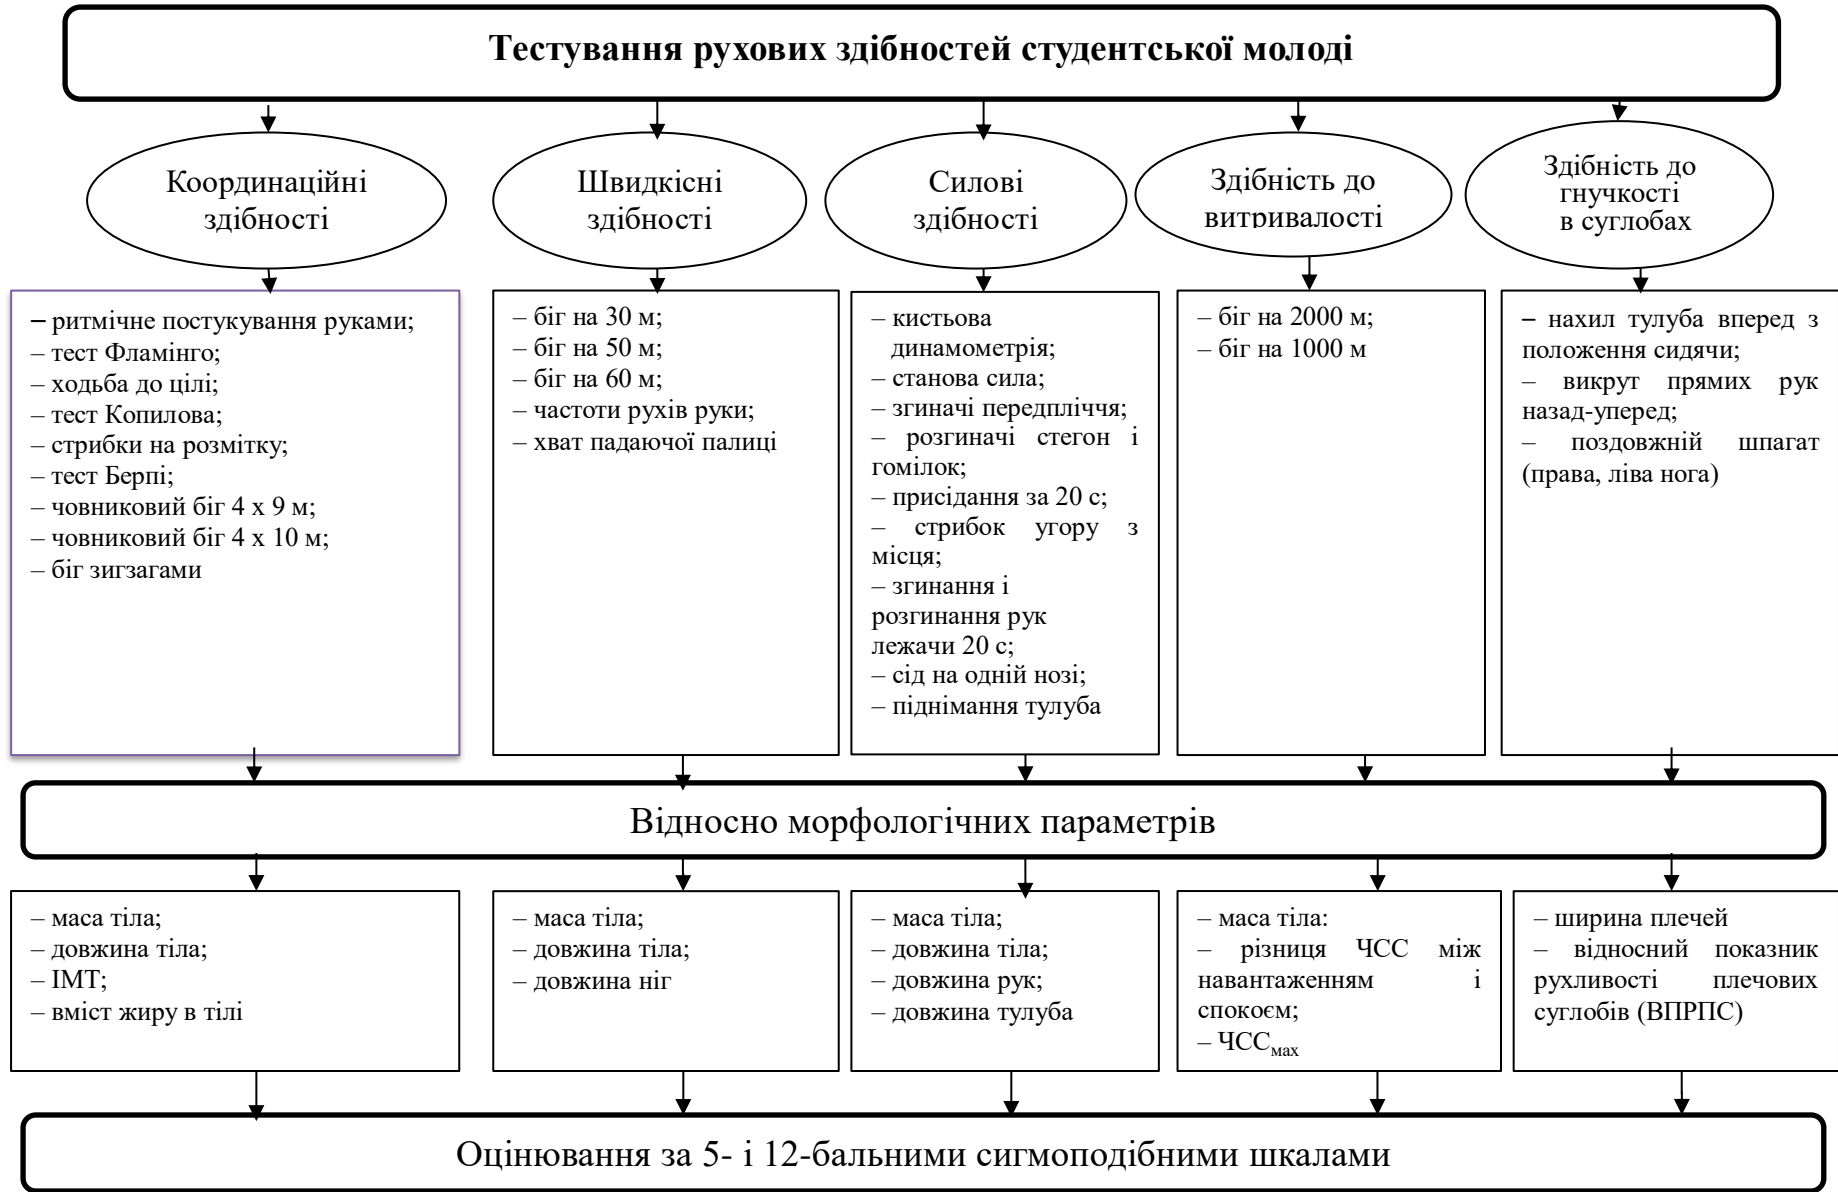 Тестування рухових здібностей студентської молоді
Координаційні
здібності
Швидкісні
здібності
Силові
здібності
Здібність до
витривалості
Здібність до
гнучкості
в суглобах
– ритмічне постукування руками;
– тест Фламінго;
– ходьба до цілі;
– тест Копилова;
– стрибки на розмітку;
– тест Берпі;
– човниковий біг 4 х 9 м;
– човниковий біг 4 х 10 м;
– біг зигзагами
– біг на 30 м;
– біг на 50 м;
– біг на 60 м;
– частоти рухів руки;
– хват падаючої палиці
– кистьова
динамометрія;
– станова сила;
– згиначі передпліччя;
– розгиначі стегон і
гомілок;
– присідання за 20 с;
– стрибок угору з
місця;
– згинання і
розгинання рук
лежачи 20 с;
– сід на одній нозі;
– піднімання тулуба
– біг на 2000 м;
– біг на 1000 м
– нахил тулуба вперед з
положення сидячи;
– викрут прямих рук
назад-уперед;
– поздовжній шпагат
(права, ліва нога)
Відносно морфологічних параметрів
– маса тіла;
– довжина тіла;
– ІМТ;
– вміст жиру в тілі
– маса тіла;
– довжина тіла;
– довжина ніг
– маса тіла;
– довжина тіла;
– довжина рук;
– довжина тулуба
– маса тіла:
– різниця ЧСС між
навантаженням і
спокоєм;
– ЧССмах
– ширина плечей
– відносний показник
рухливості плечових
суглобів (ВПРПС)
Оцінювання за 5- і 12-бальними сигмоподібними шкалами